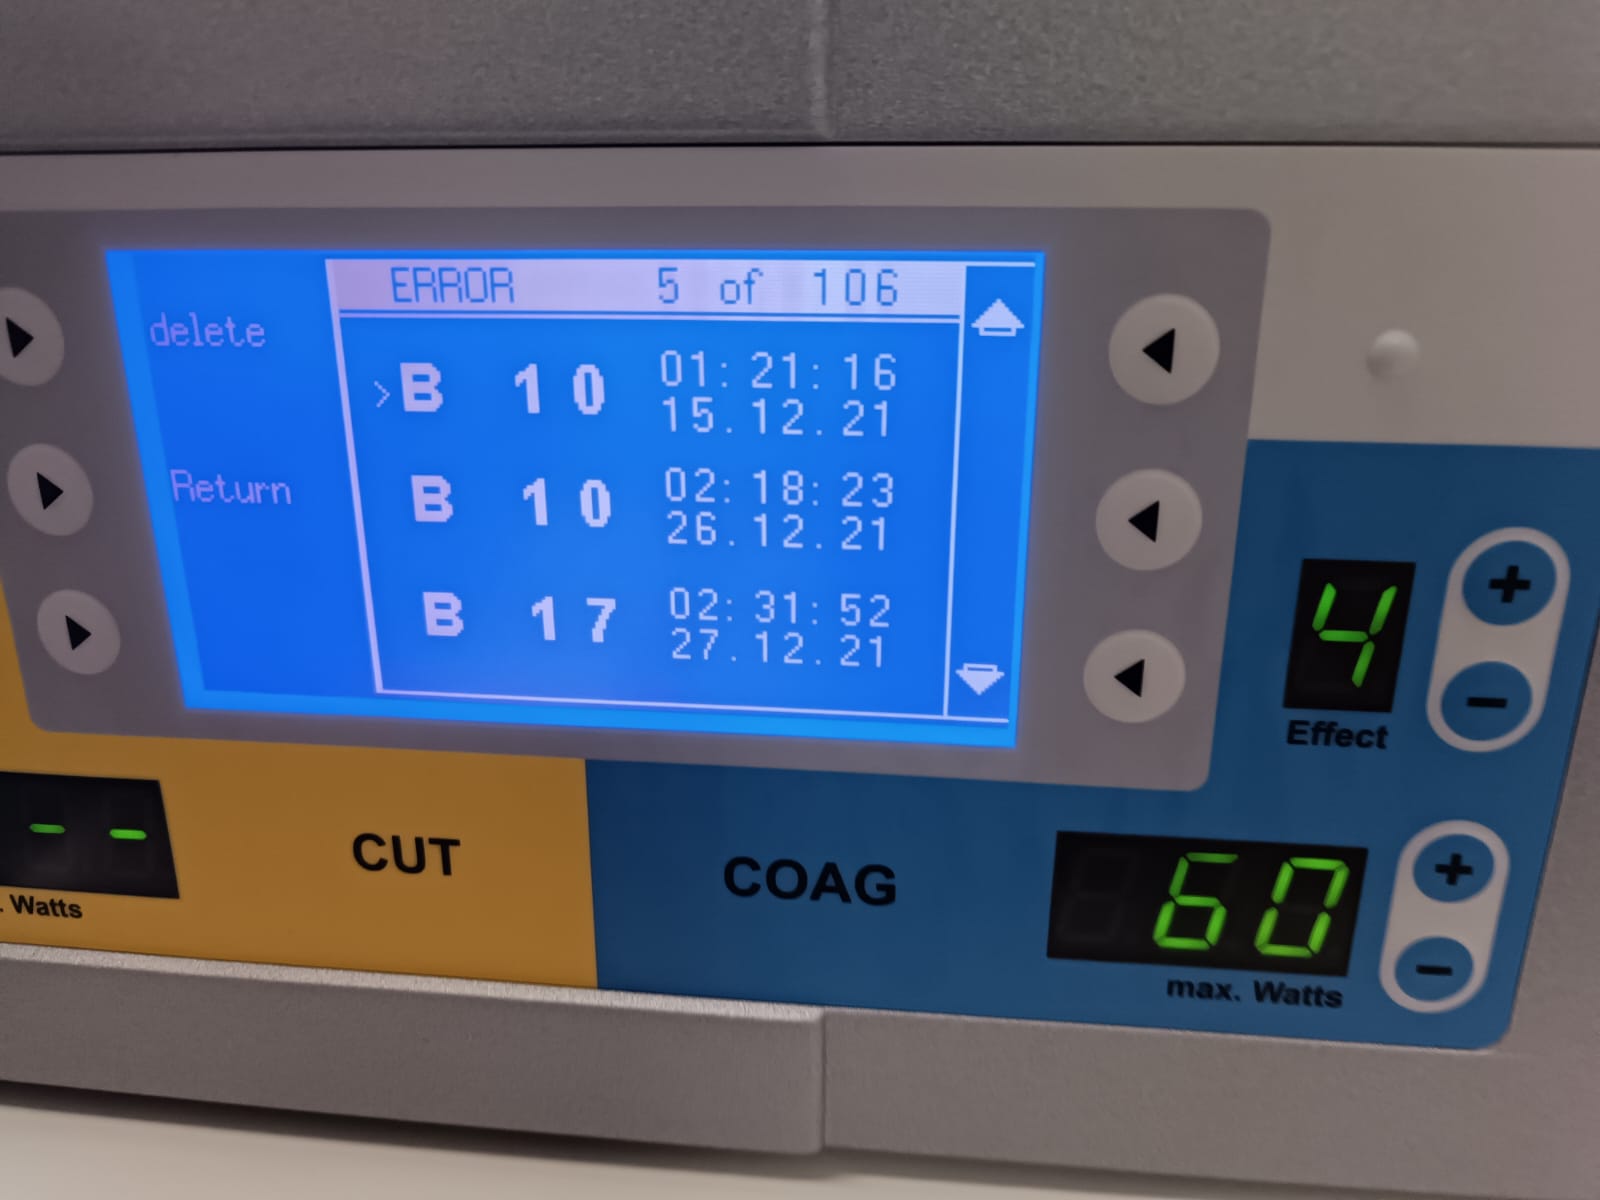 ERROR 5 of 106
delete
>B 10 01:21:16
15.12.21
Return
B 10 02:18:23
26.12.21
B 17 02:31:52
27.12.21
4
+
-
Effect
- -
. Watts
CUT
COAG
60
+
-
max. Watts